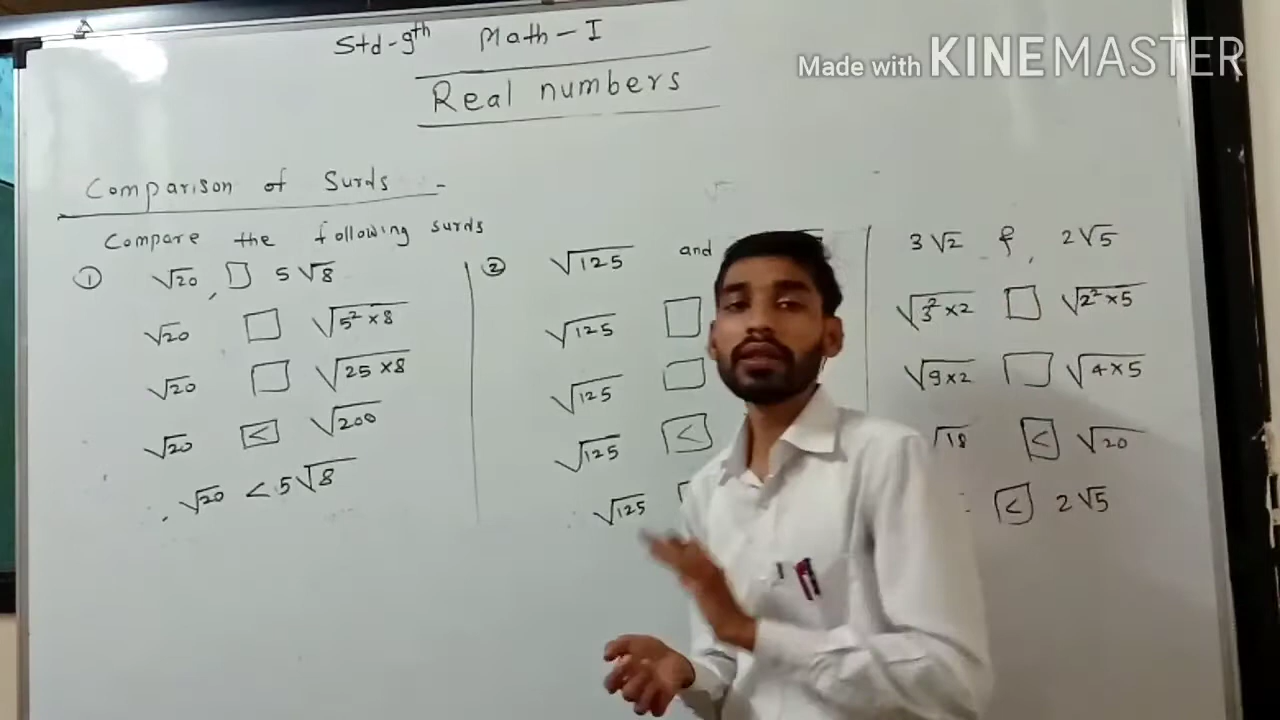 Std-9th Math-I
Made with KINEMASTER
Real numbers
Comparison of Surds -
Compare the following surds
① √20, □ 5√8
√20 □ √5²×8
√20 □ √25×8
√20 < √200
√20 < 5√8
② √125 and
√125 □
√125 □
√125 <
√125
3√2 & 2√5
√3²×2 □ √2²×5
√9×2 □ √4×5
√18 < √20
< 2√5